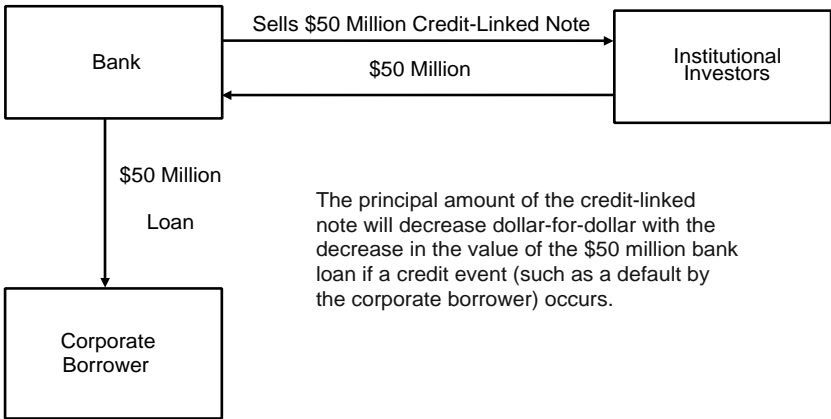 Sells $50 Million Credit-Linked Note
Bank
$50 Million
Institutional
Investors
$50 Million
Loan
The principal amount of the credit-linked
note will decrease dollar-for-dollar with the
decrease in the value of the $50 million bank
loan if a credit event (such as a default by
the corporate borrower) occurs.
Corporate
Borrower